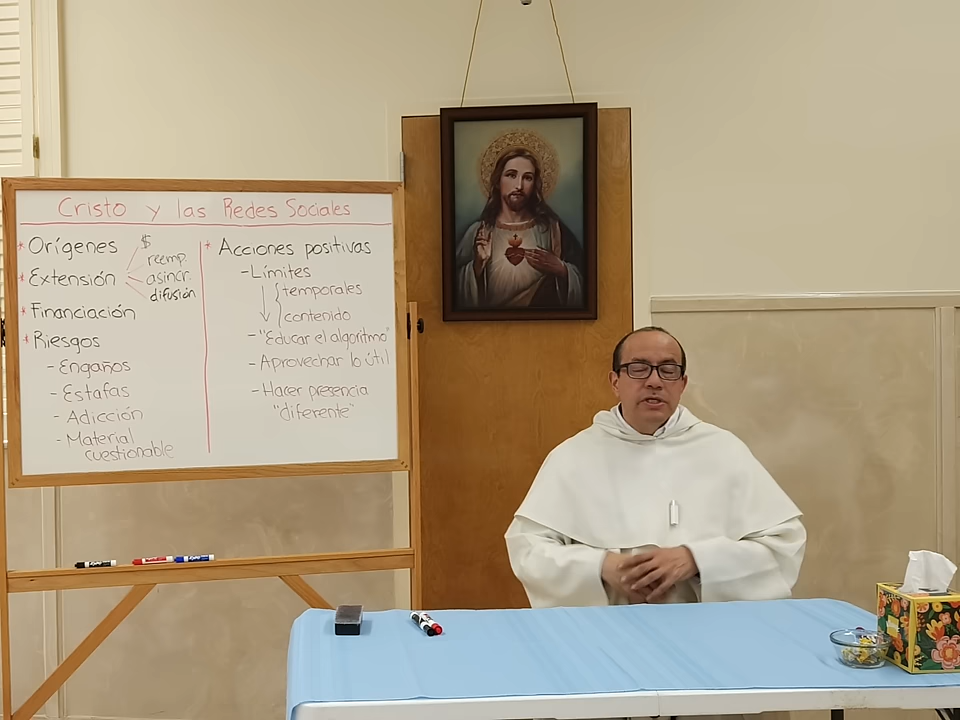 Cristo y las Redes Sociales
* Orígenes
* Extensión
$
reemp.
asincr.
difusión
* Financiación
* Riesgos
- Engaños
- Estafas
- Adicción
- Material
cuestionable
* Acciones positivas
- Límites
temporales
contenido
- "Educar el algoritmo"
- Aprovechar lo útil
- Hacer presencia
"diferente"